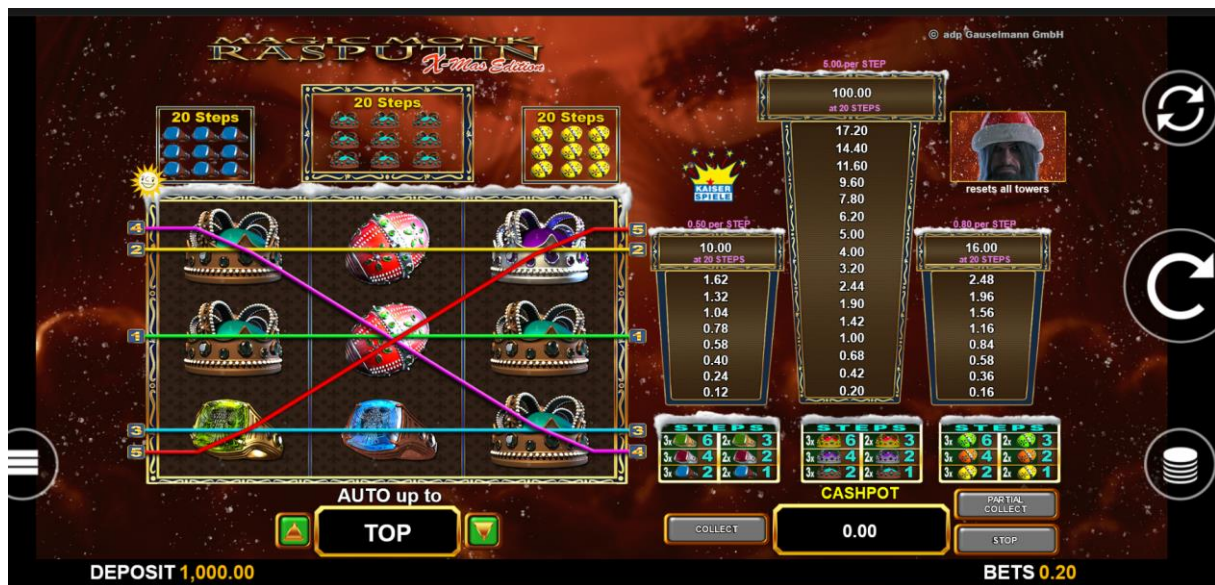 MAGIC MONK
RASPUTIN
X-Mas Edition
© adp Gauselmann GmbH
20 Steps
20 Steps
20 Steps
5.00 per STEP
100.00
at 20 STEPS
17.20
14.40
11.60
9.60
7.80
6.20
5.00
4.00
3.20
2.44
1.90
1.42
1.00
0.68
0.42
0.20
resets all towers
KAISER
SPIELE
0.50 per STEP
10.00
at 20 STEPS
1.62
1.32
1.04
0.78
0.58
0.40
0.24
0.12
0.80 per STEP
16.00
at 20 STEPS
2.48
1.96
1.56
1.16
0.84
0.58
0.36
0.16
4 5
2 2
1 1
3 3
5 4
STEPS
3x 6 2x 3
3x 4 2x 2
3x 2 2x 1
STEPS
3x 6 2x 3
3x 4 2x 2
3x 2 2x 1
STEPS
3x 6 2x 3
3x 4 2x 2
3x 2 2x 1
AUTO up to
TOP
COLLECT
CASHPOT
0.00
PARTIAL
COLLECT
STOP
DEPOSIT 1,000.00
BETS 0.20